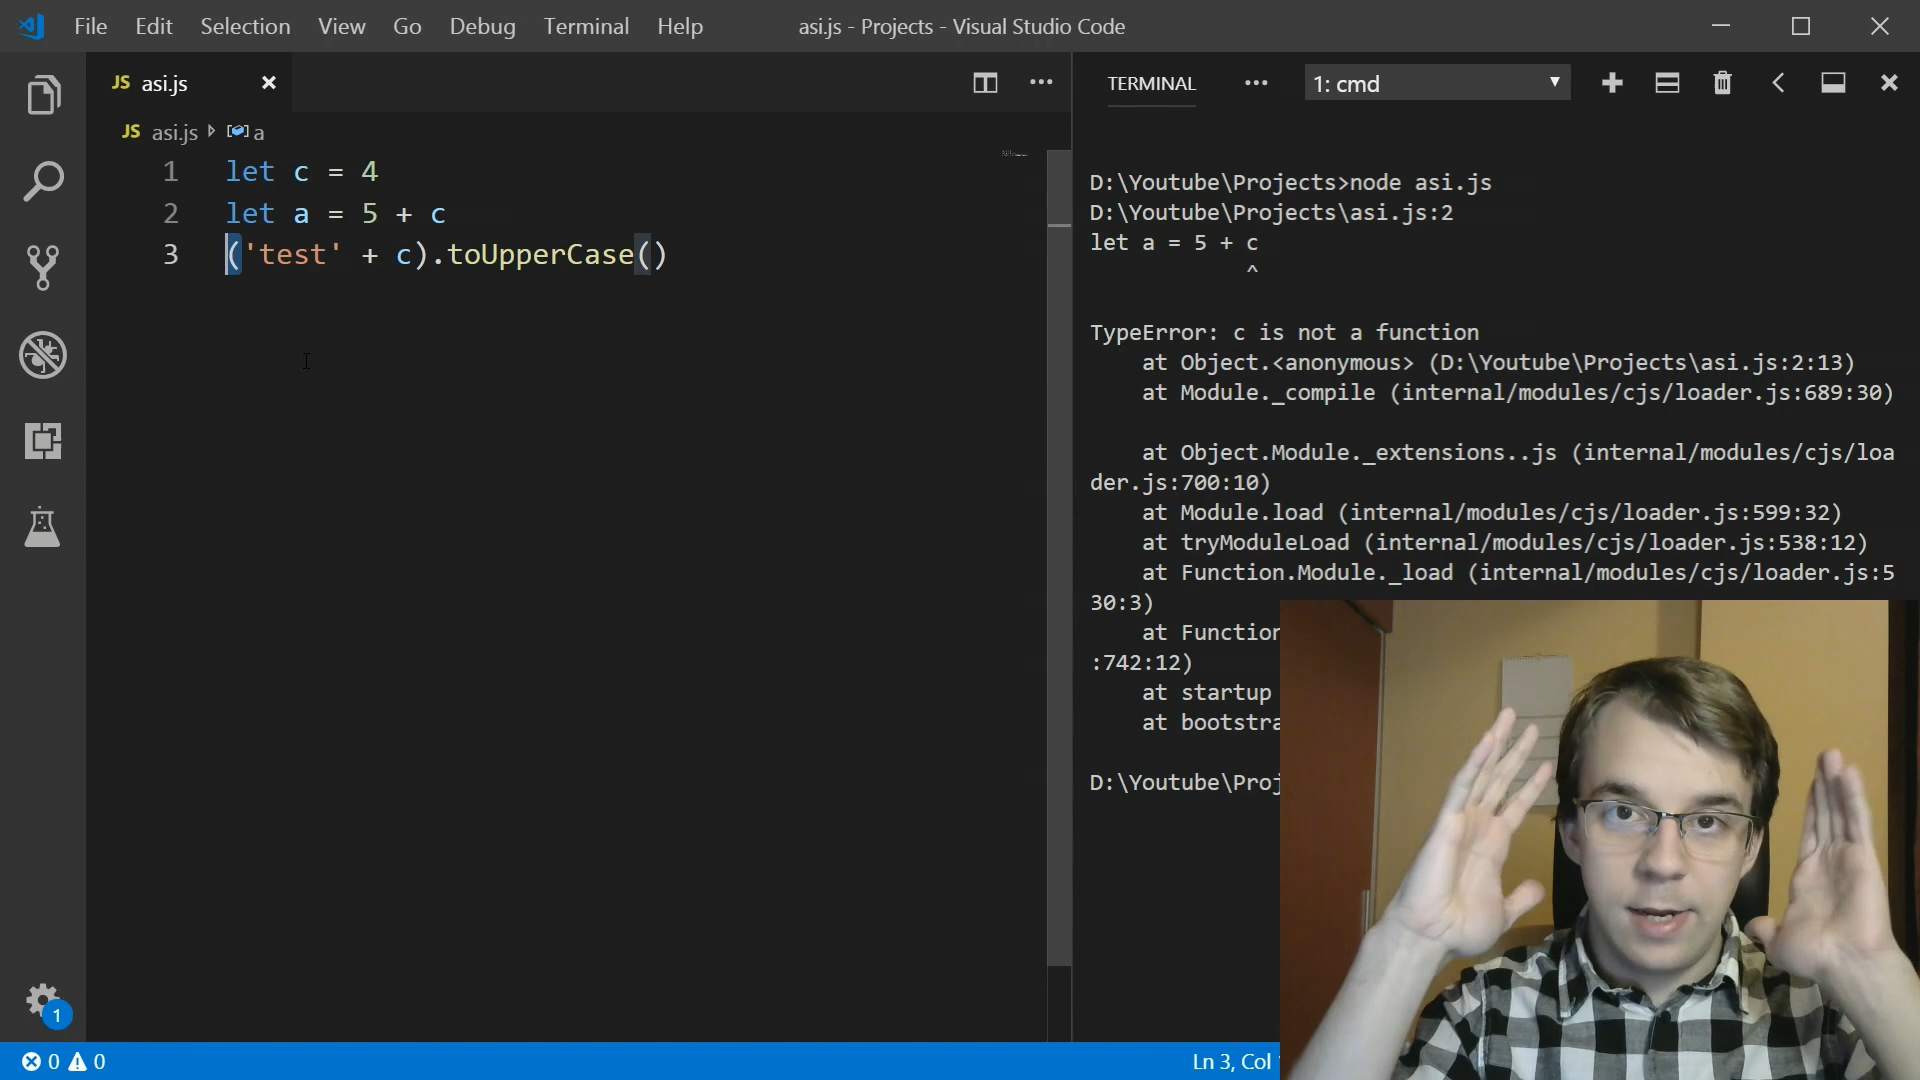 File Edit Selection View Go Debug Terminal Help asi.js - Projects - Visual Studio Code
JS asi.js
JS asi.js a
1 let c = 4
2 let a = 5 + c
3 ('test' + c).toUpperCase()
TERMINAL 1: cmd
D:\Youtube\Projects>node asi.js
D:\Youtube\Projects\asi.js:2
let a = 5 + c
^
TypeError: c is not a function
at Object.<anonymous> (D:\Youtube\Projects\asi.js:2:13)
at Module._compile (internal/modules/cjs/loader.js:689:30)
at Object.Module._extensions..js (internal/modules/cjs/loa
der.js:700:10)
at Module.load (internal/modules/cjs/loader.js:599:32)
at tryModuleLoad (internal/modules/cjs/loader.js:538:12)
at Function.Module._load (internal/modules/cjs/loader.js:5
30:3)
at Function
:742:12)
at startup
at bootstra
D:\Youtube\Proj
1
0 0
Ln 3, Col